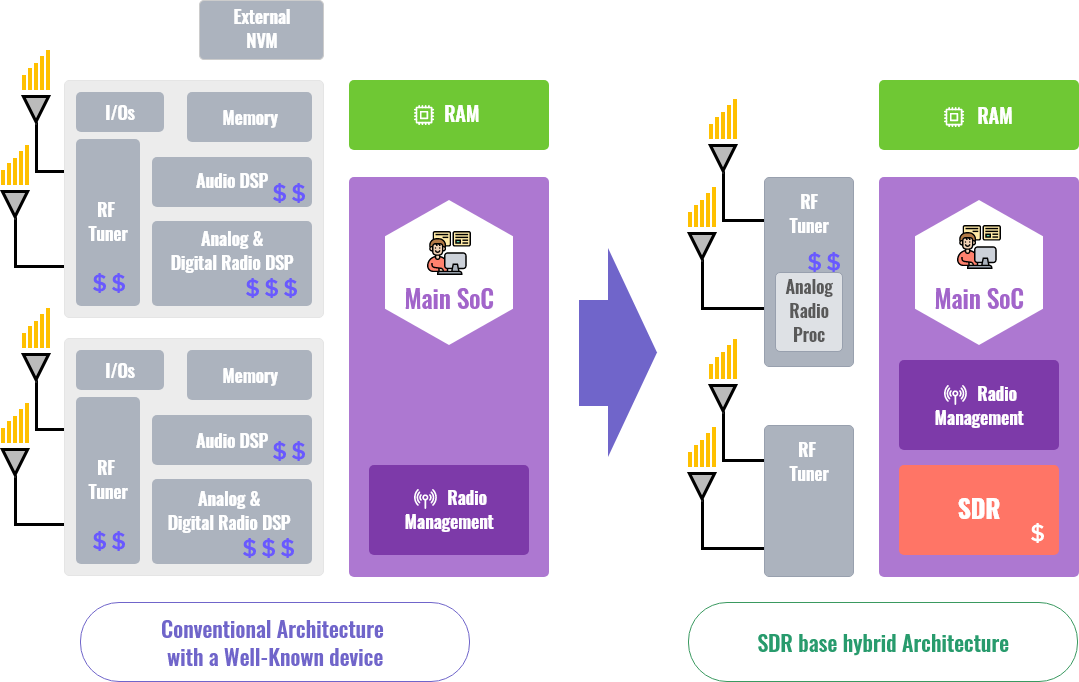 External
NVM
I/Os
Memory
Audio DSP
$ $
RF
Tuner
$ $
Analog &
Digital Radio DSP
$ $ $
I/Os
Memory
Audio DSP
$ $
RF
Tuner
$ $
Analog &
Digital Radio DSP
$ $ $
RAM
Main SoC
Radio
Management
Conventional Architecture
with a Well-Known device
RF
Tuner
$ $
Analog
Radio
Proc
RF
Tuner
RAM
Main SoC
Radio
Management
SDR
$
SDR base hybrid Architecture